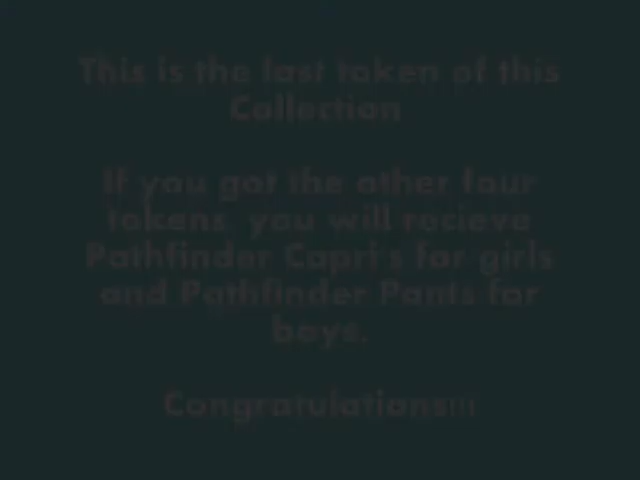 This is the last token of this
Collection
If you got the other four
tokens, you will recieve
Pathfinder Capri's for girls
and Pathfinder Pants for
boys.
Congratulations!!!